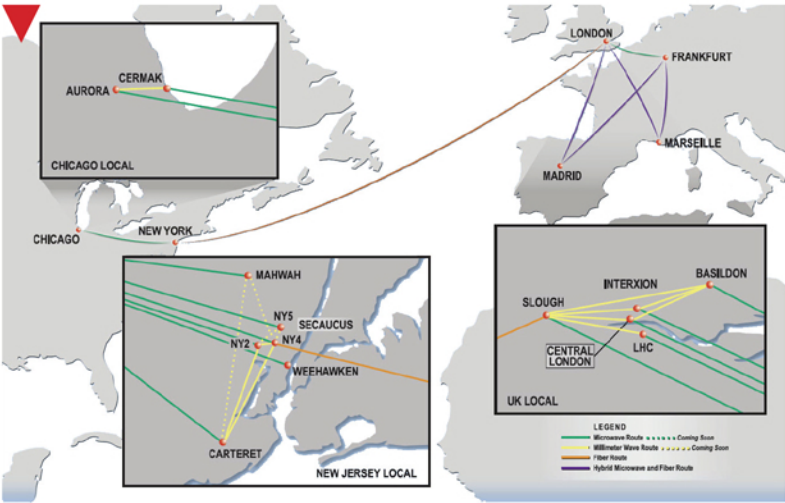 LONDON
FRANKFURT
MARSEILLE
MADRID
CERMAK
AURORA
CHICAGO LOCAL
CHICAGO
NEW YORK
MAHWAH
NY5
SECAUCUS
NY2
NY4
WEEHAWKEN
CARTERET
NEW JERSEY LOCAL
BASILDON
INTERXION
SLOUGH
CENTRAL
LONDON
LHC
UK LOCAL
LEGEND
Microwave Route Coming Soon
Millimeter Wave Route Coming Soon
Fiber Route
Hybrid Microwave and Fiber Route